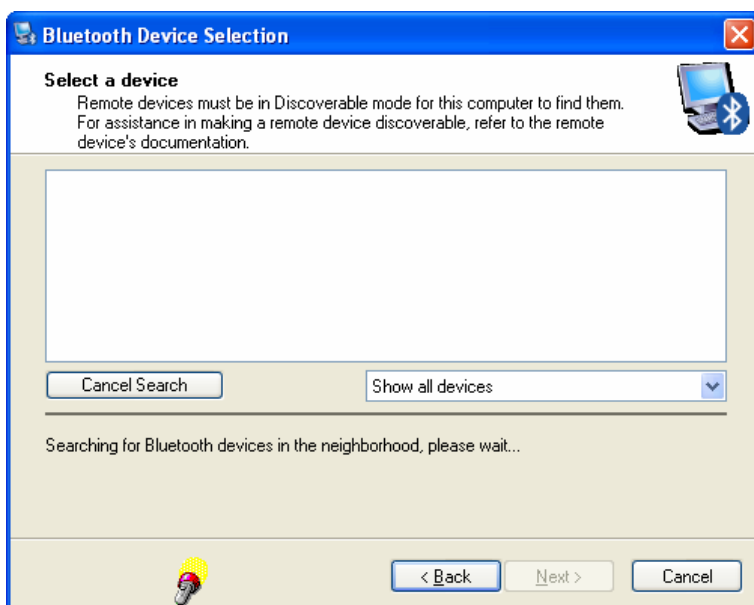 Bluetooth Device Selection
Select a device
Remote devices must be in Discoverable mode for this computer to find them.
For assistance in making a remote device discoverable, refer to the remote
device's documentation.
Cancel Search
Show all devices
Searching for Bluetooth devices in the neighborhood, please wait...
< Back
Next >
Cancel